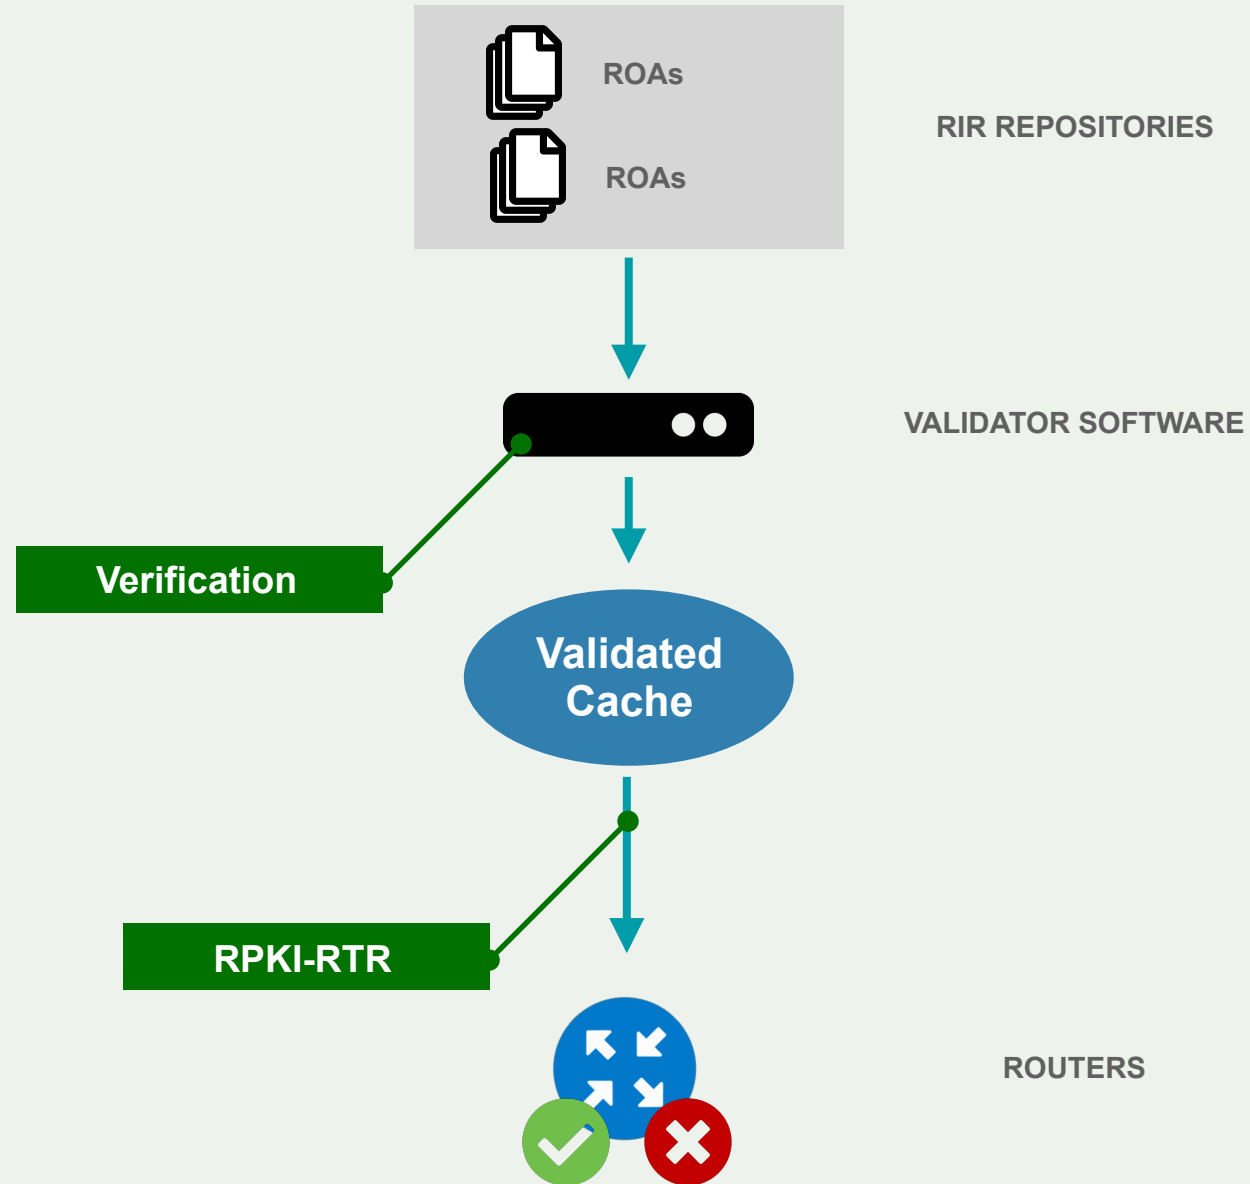 ROAs
RIR REPOSITORIES
ROAs
VALIDATOR SOFTWARE
Verification
Validated
Cache
RPKI-RTR
ROUTERS